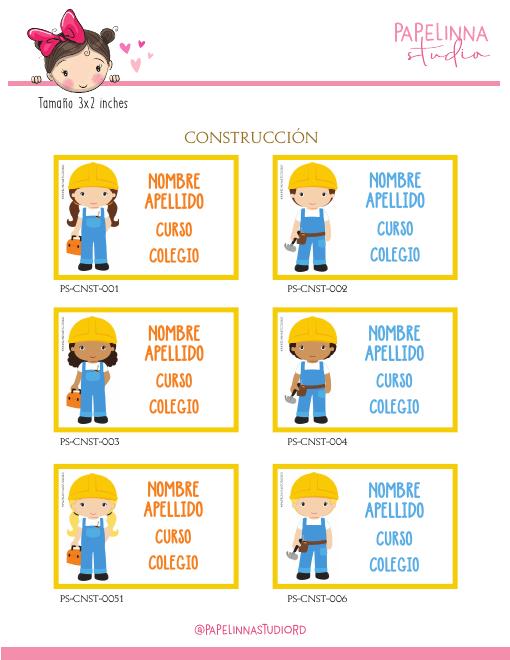 PAPELINNA
studio
Tamaño 3x2 inches
CONSTRUCCIÓN
NOMBRE
APELLIDO
CURSO
COLEGIO
PS-CNST-001
NOMBRE
APELLIDO
CURSO
COLEGIO
PS-CNST-002
NOMBRE
APELLIDO
CURSO
COLEGIO
PS-CNST-003
NOMBRE
APELLIDO
CURSO
COLEGIO
PS-CNST-004
NOMBRE
APELLIDO
CURSO
COLEGIO
PS-CNST-0051
NOMBRE
APELLIDO
CURSO
COLEGIO
PS-CNST-006
@PAPELINNASTUDIORD